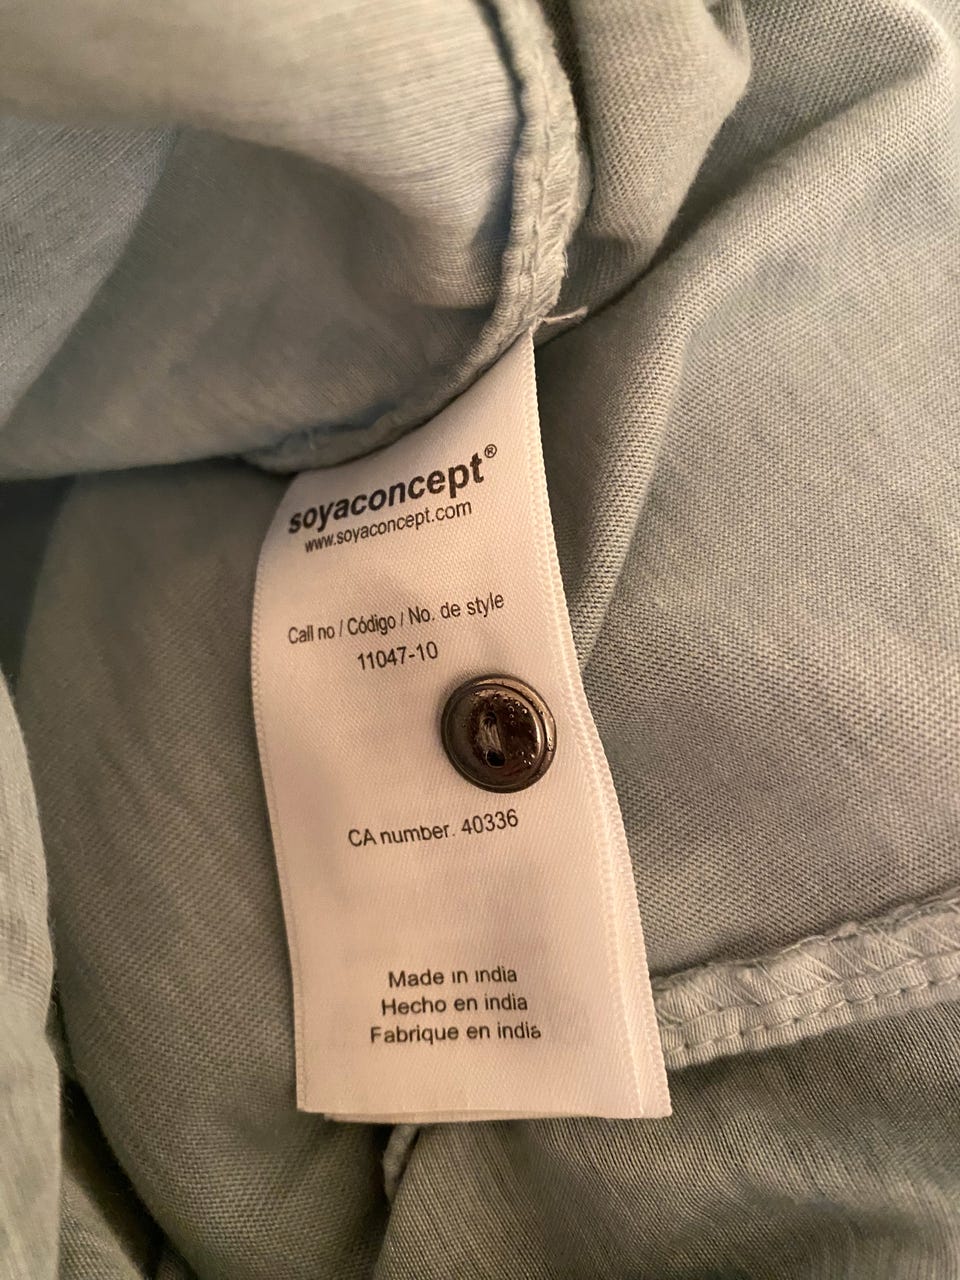 soyaconcept®
www.soyaconcept.com
Call no / Código / No. de style
11047-10
CA number. 40336
Made in india
Hecho en india
Fabrique en india